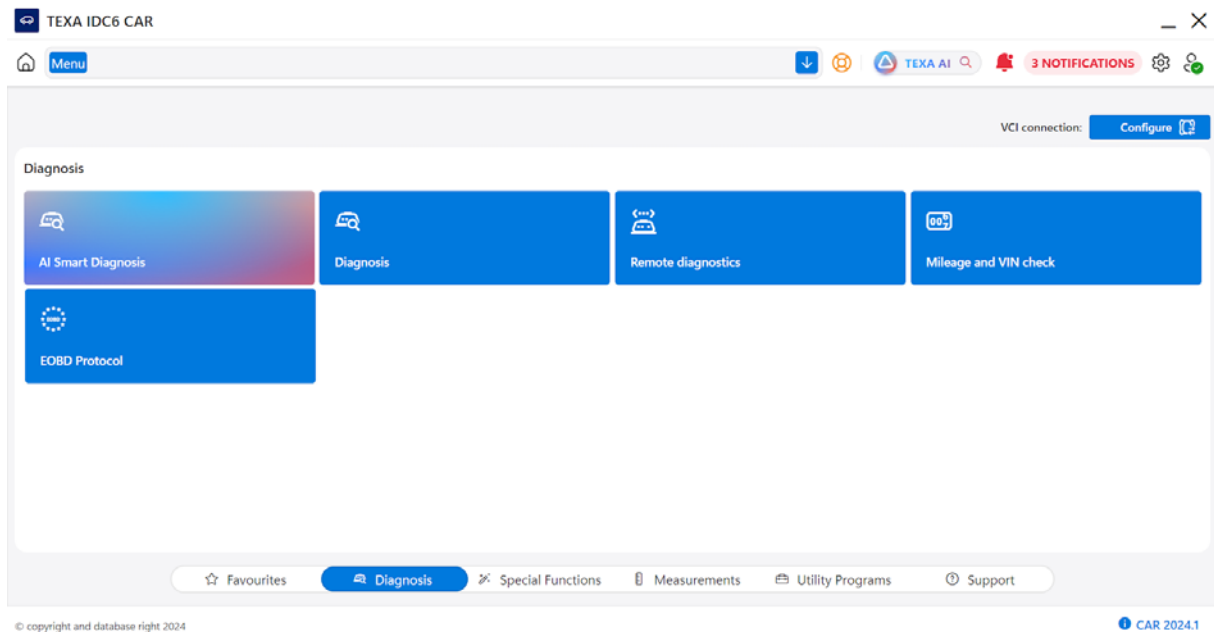 TEXA IDC6 CAR
Menu
TEXA AI
3 NOTIFICATIONS
VCI connection:
Configure
Diagnosis
AI Smart Diagnosis
Diagnosis
Remote diagnostics
Mileage and VIN check
EOBD Protocol
Favourites
Diagnosis
Special Functions
Measurements
Utility Programs
Support
© copyright and database right 2024
CAR 2024.1